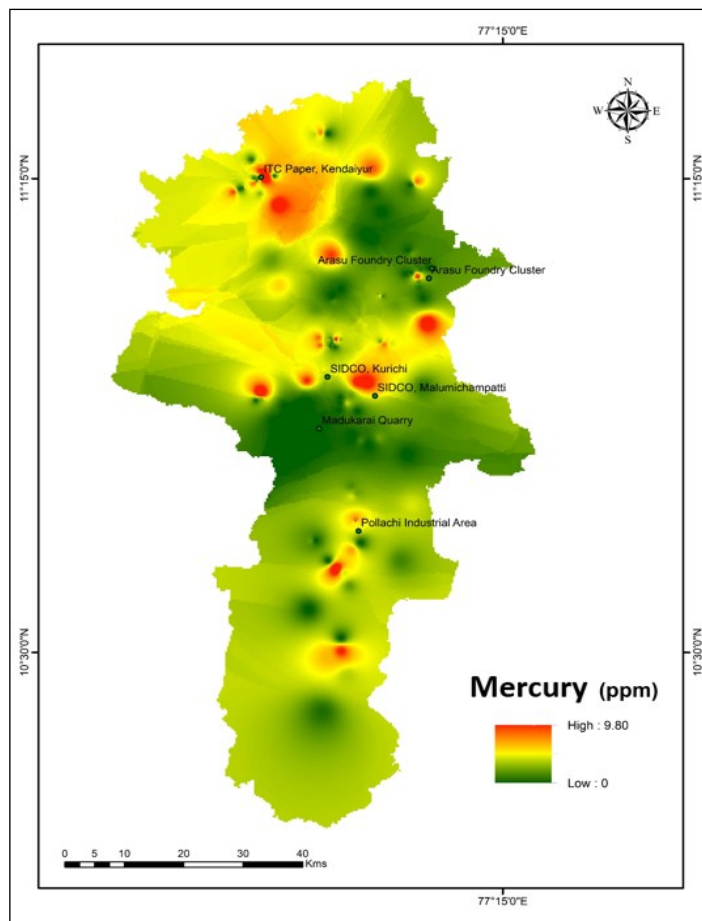 77°15'0"E
N
W E
S
11°15'0"N
11°15'0"N
ITC Paper, Kendaiyur
Arasu Foundry Cluster
Arasu Foundry Cluster
SIDCO, Kurichi
SIDCO, Malumichampatti
Madukarai Quarry
Pollachi Industrial Area
10°30'0"N
10°30'0"N
Mercury (ppm)
High : 9.80
Low : 0
0 5 10 20 30 40
Kms
77°15'0"E